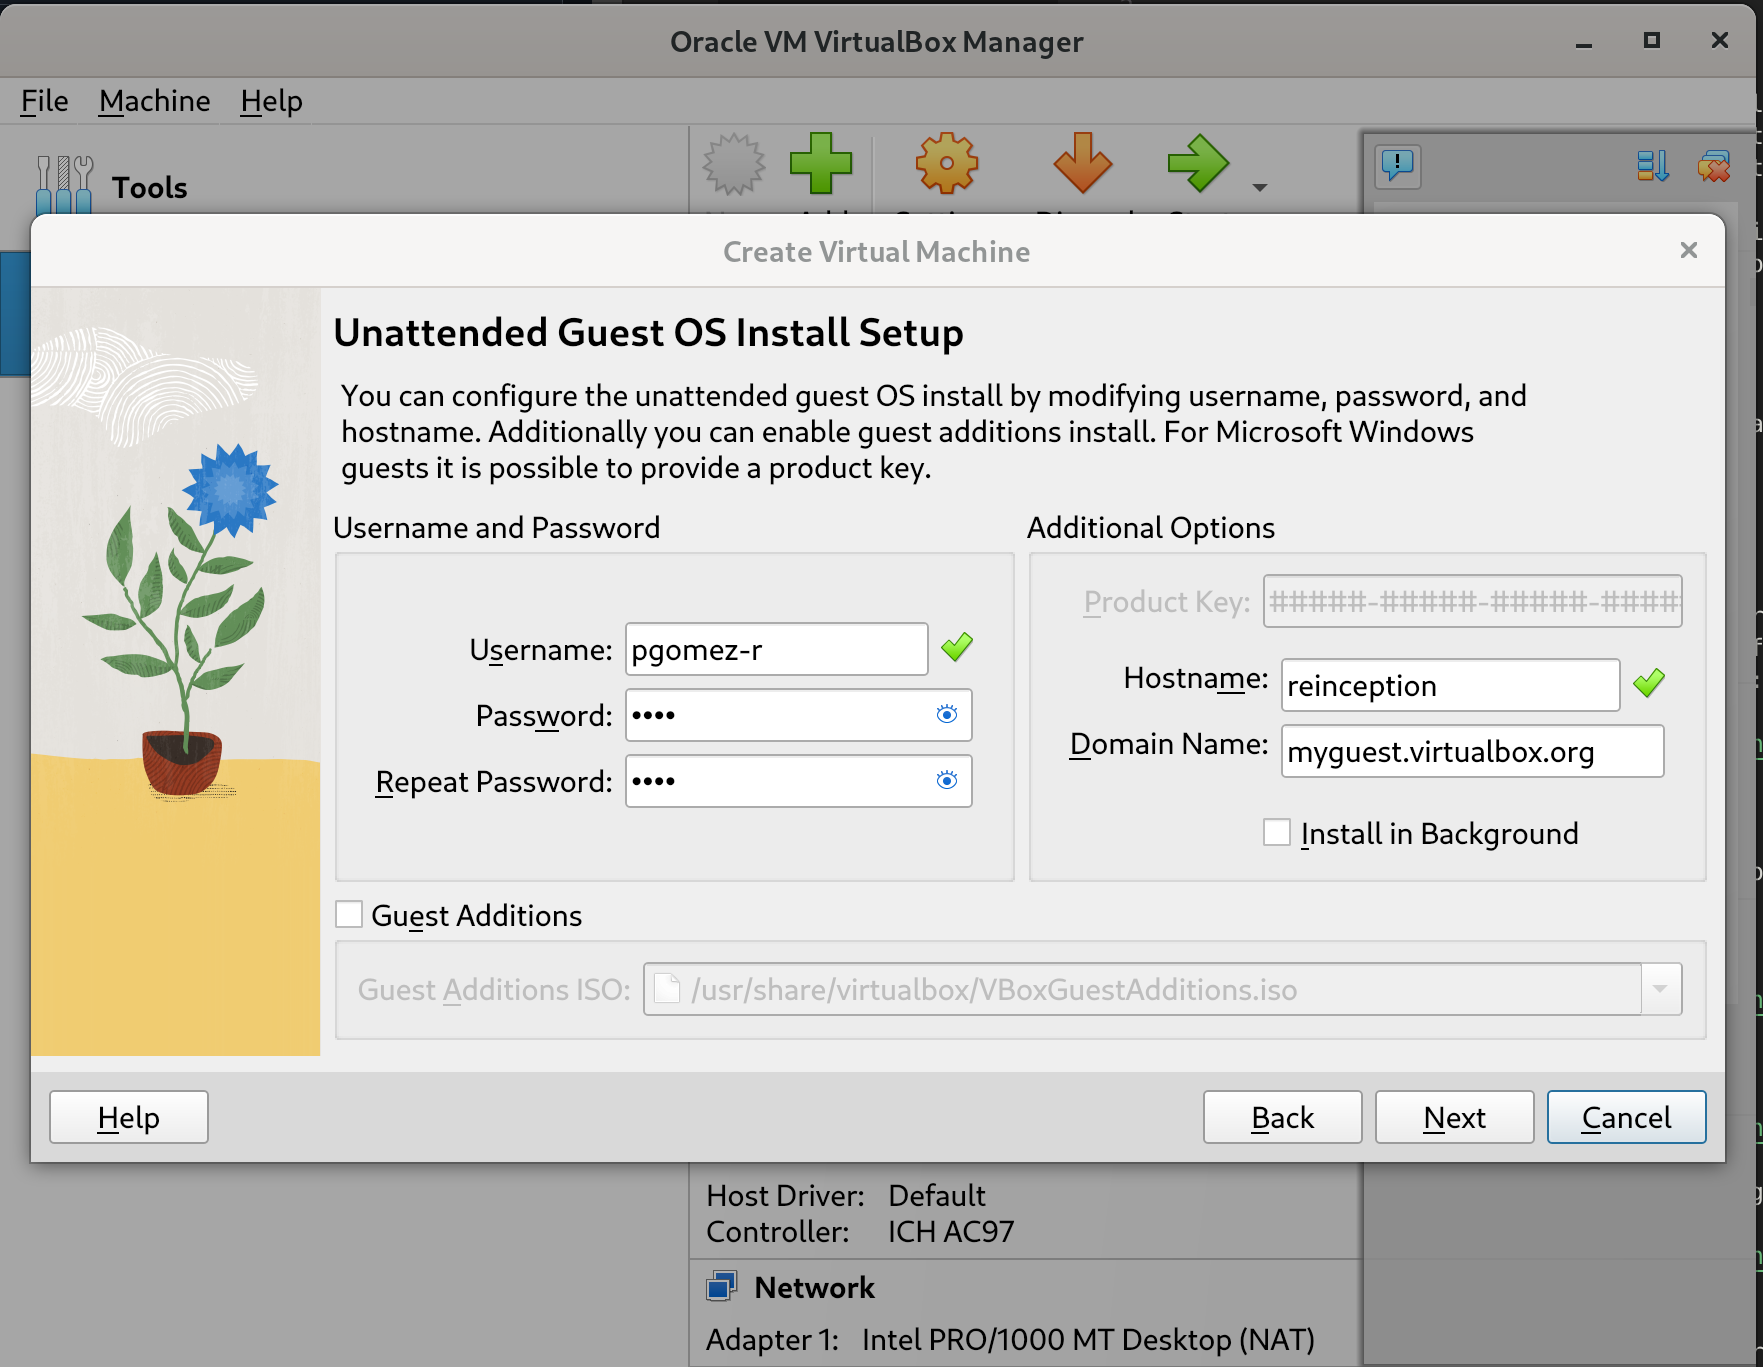 Oracle VM VirtualBox Manager
File Machine Help
Tools
Create Virtual Machine
Unattended Guest OS Install Setup
You can configure the unattended guest OS install by modifying username, password, and
hostname. Additionally you can enable guest additions install. For Microsoft Windows
guests it is possible to provide a product key.
Username and Password
Username: pgomez-r
Password: ••••
Repeat Password: ••••
Additional Options
Product Key: #####-#####-#####-####
Hostname: reinception
Domain Name: myguest.virtualbox.org
Install in Background
Guest Additions
Guest Additions ISO: /usr/share/virtualbox/VBoxGuestAdditions.iso
Help Back Next Cancel
Host Driver: Default
Controller: ICH AC97
Network
Adapter 1: Intel PRO/1000 MT Desktop (NAT)